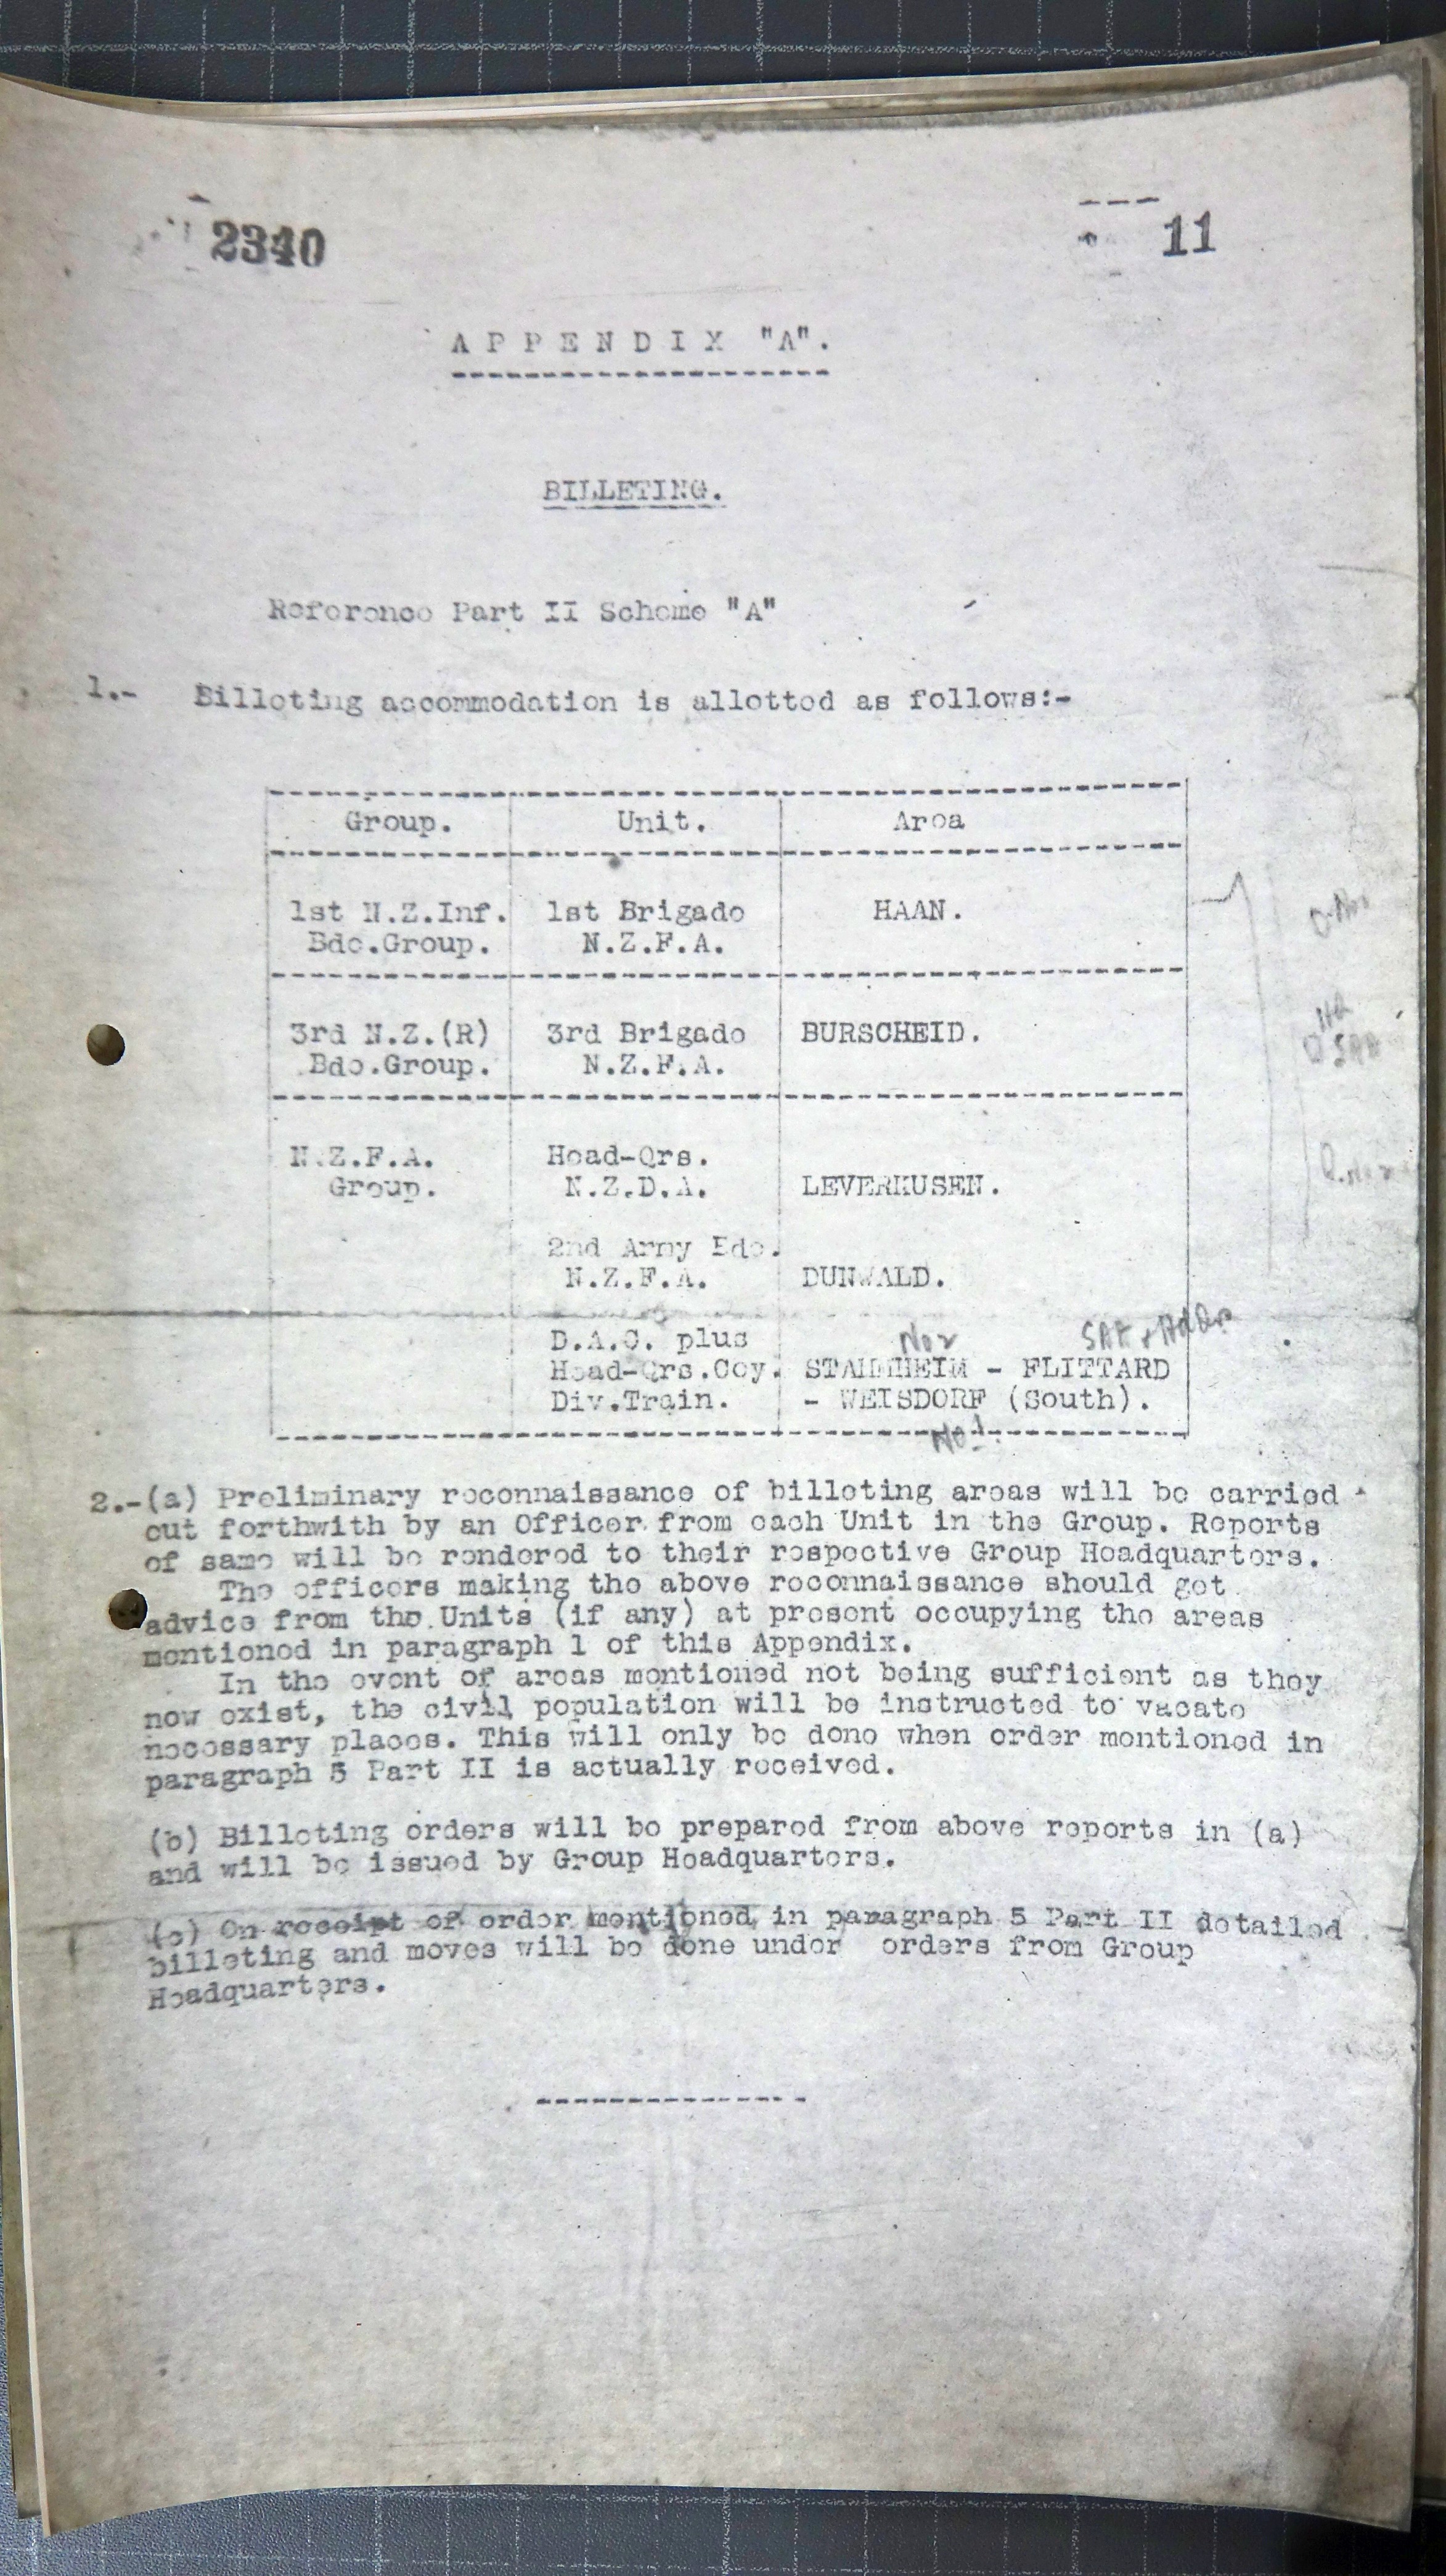 2340
11
APPENDIX "A".
BILLETING.
Reference Part II Scheme "A"
1.- Billeting accommodation is allotted as follows:-
Group. Unit. Area
1st N.Z.Inf. 1st Brigade HAAN.
Bde.Group. N.Z.F.A.
3rd N.Z.(R) 3rd Brigade BURSCHEID.
Bde.Group. N.Z.F.A.
N.Z.F.A. Head-Qrs.
Group. N.Z.D.A. LEVERKUSEN.
2nd Army Bde.
N.Z.F.A. DUNWALD.
SAA + HdQrs
D.A.C. plus
Head-Qrs.Coy. STAMMHEIM - FLITTARD
Div.Train. - WEISDORF (South).
No 1
2.-(a) Preliminary reconnaissance of billeting areas will be carried
out forthwith by an Officer from each Unit in the Group. Reports
of same will be rendered to their respective Group Headquarters.
The officers making the above reconnaissance should get
advice from the Units (if any) at present occupying the areas
mentioned in paragraph 1 of this Appendix.
In the event of areas mentioned not being sufficient as they
now exist, the civil population will be instructed to vacate
necessary places. This will only be done when order mentioned in
paragraph 5 Part II is actually received.
(b) Billeting orders will be prepared from above reports in (a)
and will be issued by Group Headquarters.
(c) On receipt of order mentioned in paragraph 5 Part II detailed
billeting and moves will be done under orders from Group
Headquarters.